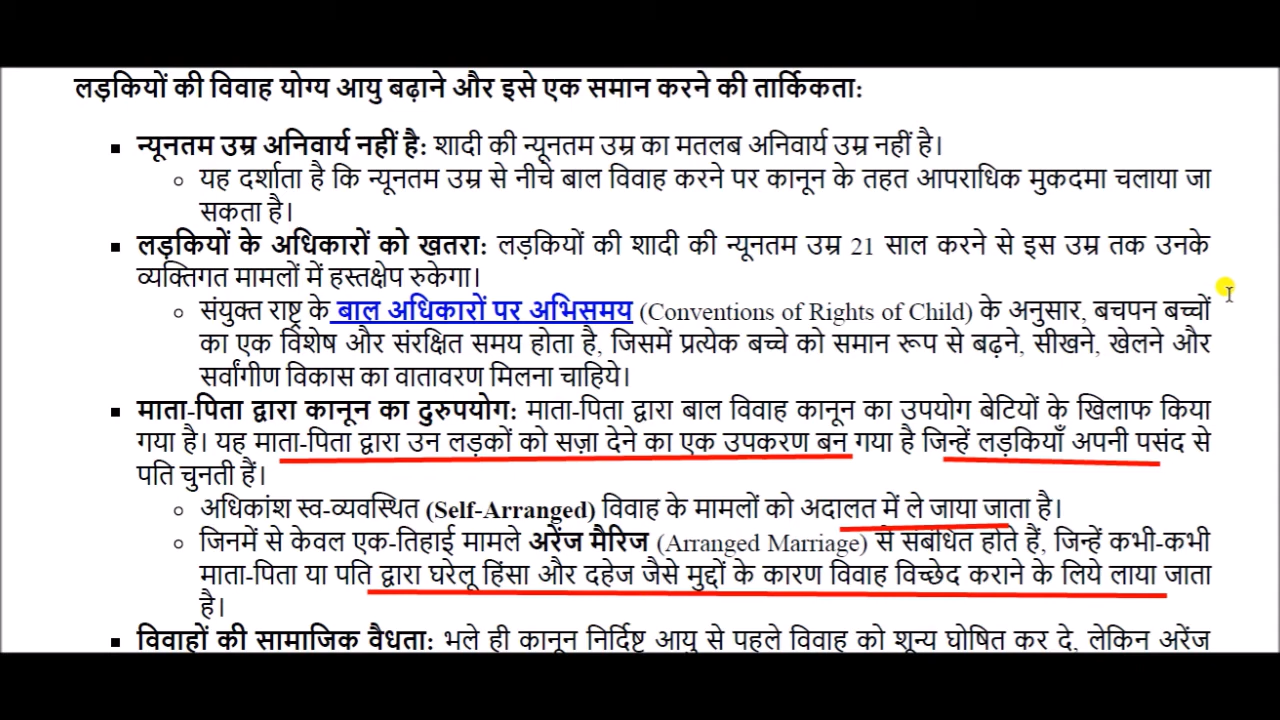 लड़कियों की विवाह योग्य आयु बढ़ाने और इसे एक समान करने की तार्किकता:
▪ न्यूनतम उम्र अनिवार्य नहीं है: शादी की न्यूनतम उम्र का मतलब अनिवार्य उम्र नहीं है।
○ यह दर्शाता है कि न्यूनतम उम्र से नीचे बाल विवाह करने पर कानून के तहत आपराधिक मुकदमा चलाया जा
सकता है।
▪ लड़कियों के अधिकारों को खतरा: लड़कियों की शादी की न्यूनतम उम्र 21 साल करने से इस उम्र तक उनके
व्यक्तिगत मामलों में हस्तक्षेप रुकेगा।
○ संयुक्त राष्ट्र के बाल अधिकारों पर अभिसमय (Conventions of Rights of Child) के अनुसार, बचपन बच्चों
का एक विशेष और संरक्षित समय होता है, जिसमें प्रत्येक बच्चे को समान रूप से बढ़ने, सीखने, खेलने और
सर्वांगीण विकास का वातावरण मिलना चाहिये।
▪ माता-पिता द्वारा कानून का दुरुपयोग: माता-पिता द्वारा बाल विवाह कानून का उपयोग बेटियों के खिलाफ किया
गया है। यह माता-पिता द्वारा उन लड़कों को सज़ा देने का एक उपकरण बन गया है जिन्हें लड़कियाँ अपनी पसंद से
पति चुनती हैं।
○ अधिकांश स्व-व्यवस्थित (Self-Arranged) विवाह के मामलों को अदालत में ले जाया जाता है।
○ जिनमें से केवल एक-तिहाई मामले अरेंज मैरिज (Arranged Marriage) से संबंधित होते हैं, जिन्हें कभी-कभी
माता-पिता या पति द्वारा घरेलू हिंसा और दहेज जैसे मुद्दों के कारण विवाह विच्छेद कराने के लिये लाया जाता
है।
▪ विवाहों की सामाजिक वैधता: भले ही कानून निर्दिष्ट आयु से पहले विवाह को शून्य घोषित कर दे, लेकिन अरेंज